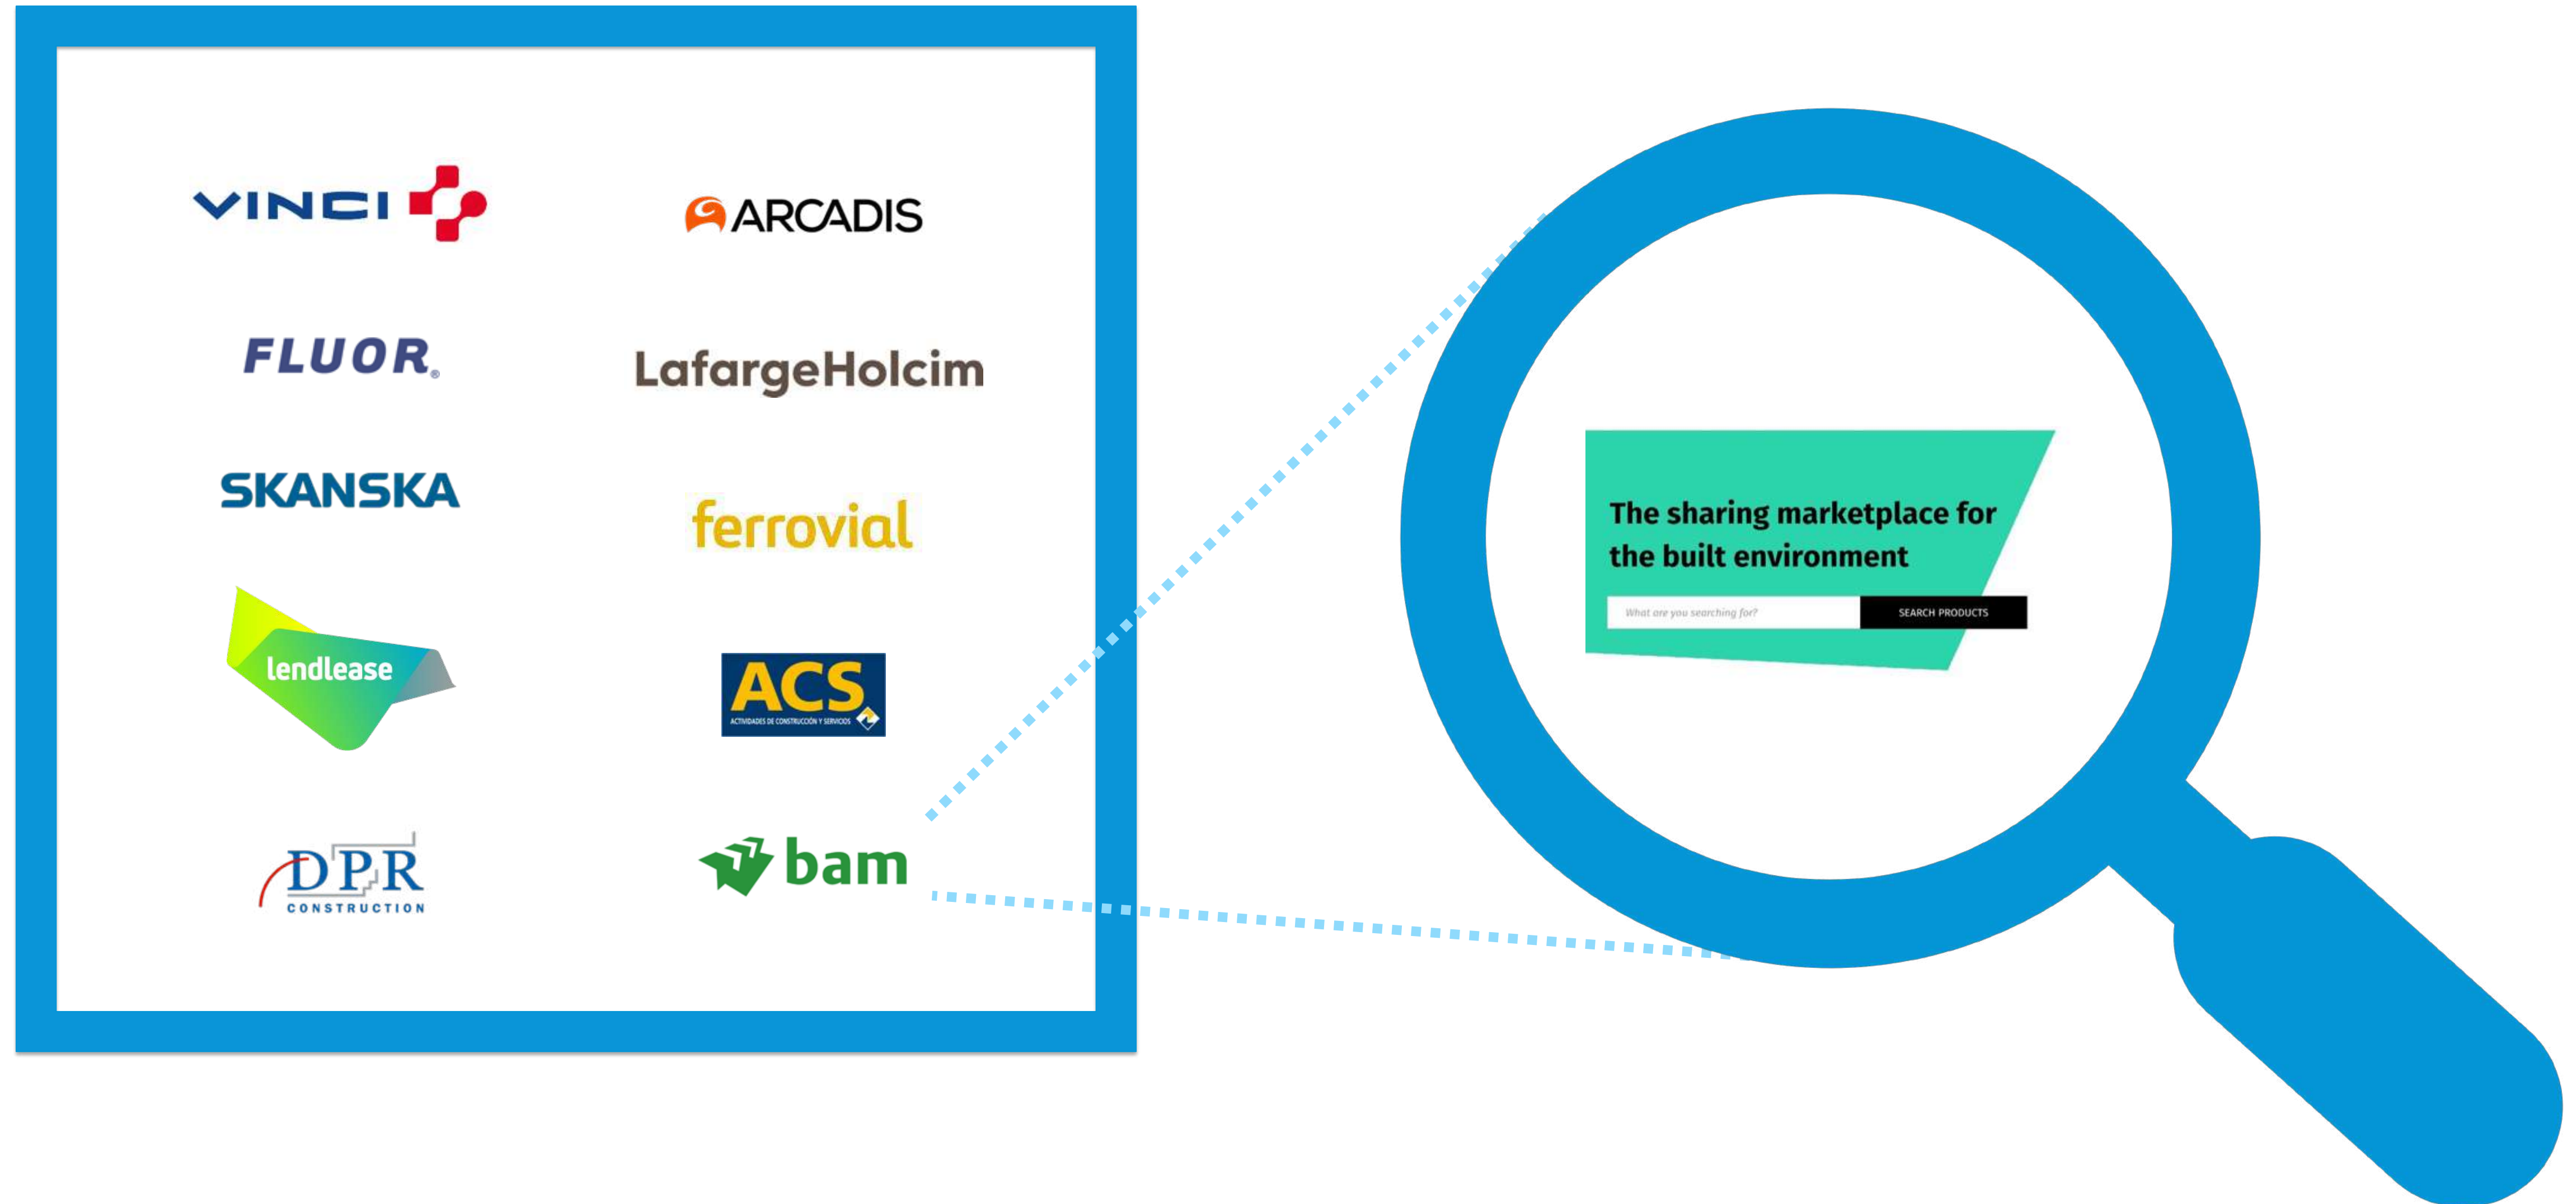 VINCI
FLUOR®
SKANSKA
lendlease
DPR
CONSTRUCTION
ARCADIS
LafargeHolcim
ferrovial
ACS
ACTIVIDADES DE CONSTRUCCIÓN Y SERVICIOS
bam
The sharing marketplace for
the built environment
What are you searching for?
SEARCH PRODUCTS